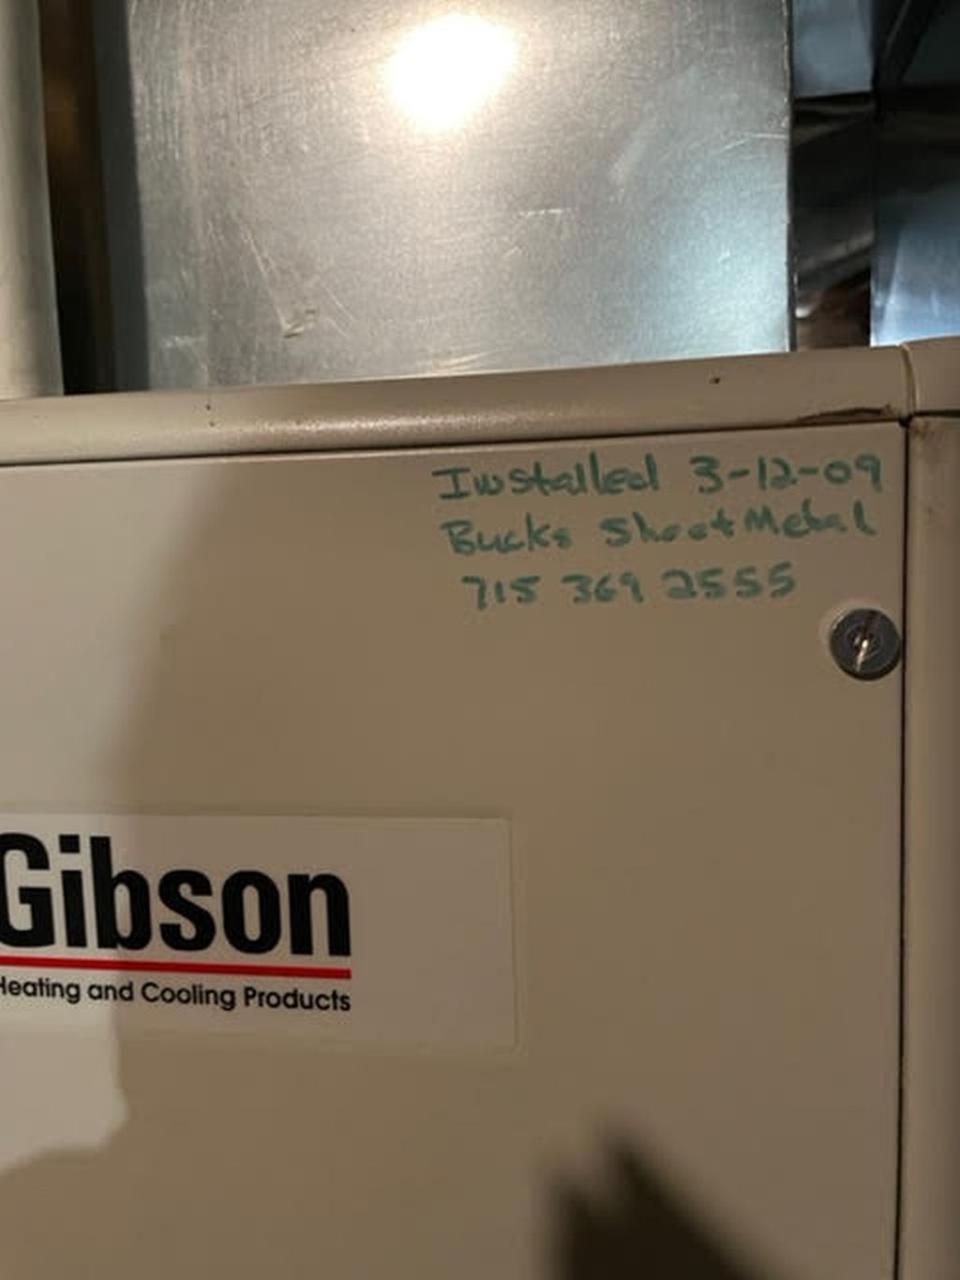 Installed 3-12-09
Bucks Sheet Metal
715 369 2555
Gibson
Heating and Cooling Products